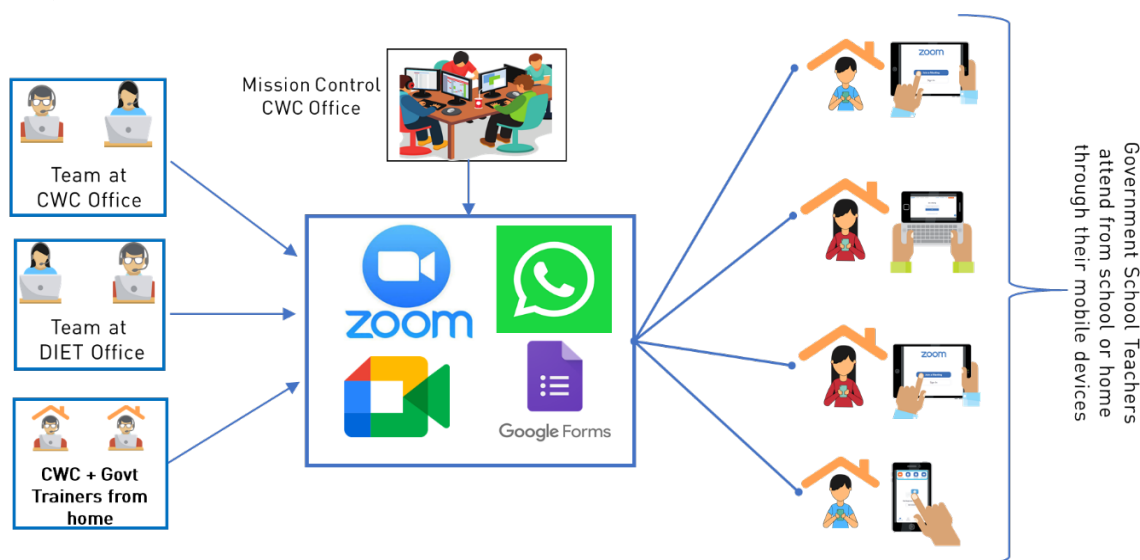 Mission Control
CWC Office
Team at
CWC Office
Team at
DIET Office
CWC + Govt
Trainers from
home
zoom
Google Forms
zoom
zoom
Government School Teachers
attend from school or home
through their mobile devices